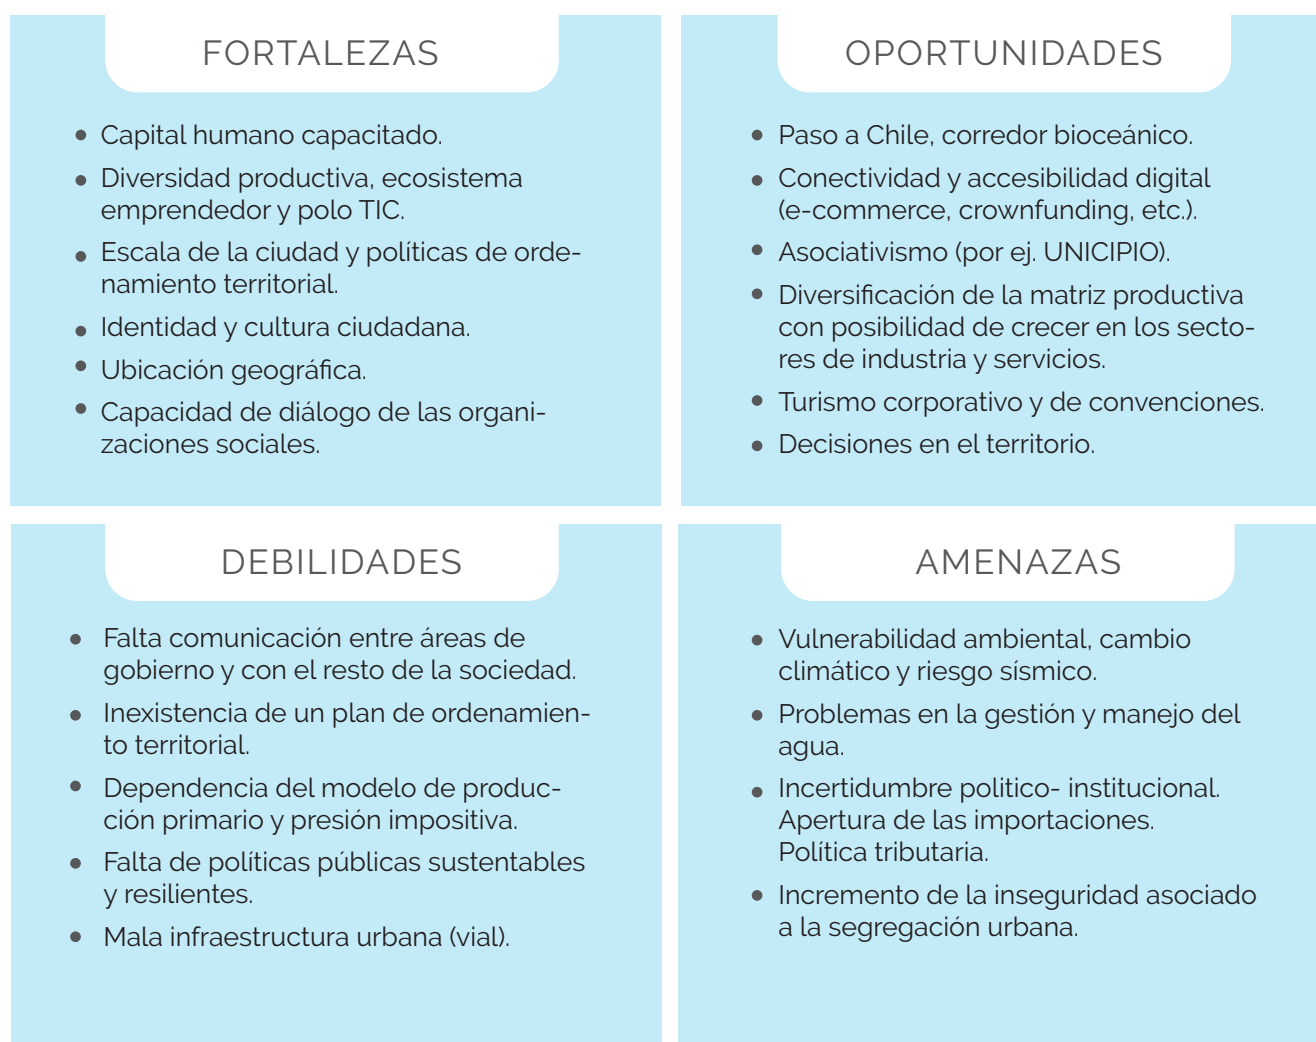 FORTALEZAS
• Capital humano capacitado.
• Diversidad productiva, ecosistema
emprendedor y polo TIC.
• Escala de la ciudad y políticas de orde-
namiento territorial.
• Identidad y cultura ciudadana.
• Ubicación geográfica.
• Capacidad de diálogo de las organi-
zaciones sociales.
OPORTUNIDADES
• Paso a Chile, corredor bioceánico.
• Conectividad y accesibilidad digital
(e-commerce, crownfunding, etc.).
• Asociativismo (por ej. UNICIPIO).
• Diversificación de la matriz productiva
con posibilidad de crecer en los secto-
res de industria y servicios.
• Turismo corporativo y de convenciones.
• Decisiones en el territorio.
DEBILIDADES
• Falta comunicación entre áreas de
gobierno y con el resto de la sociedad.
• Inexistencia de un plan de ordenamien-
to territorial.
• Dependencia del modelo de produc-
ción primario y presión impositiva.
• Falta de políticas públicas sustentables
y resilientes.
• Mala infraestructura urbana (vial).
AMENAZAS
• Vulnerabilidad ambiental, cambio
climático y riesgo sísmico.
• Problemas en la gestión y manejo del
agua.
• Incertidumbre politico- institucional.
Apertura de las importaciones.
Política tributaria.
• Incremento de la inseguridad asociado
a la segregación urbana.